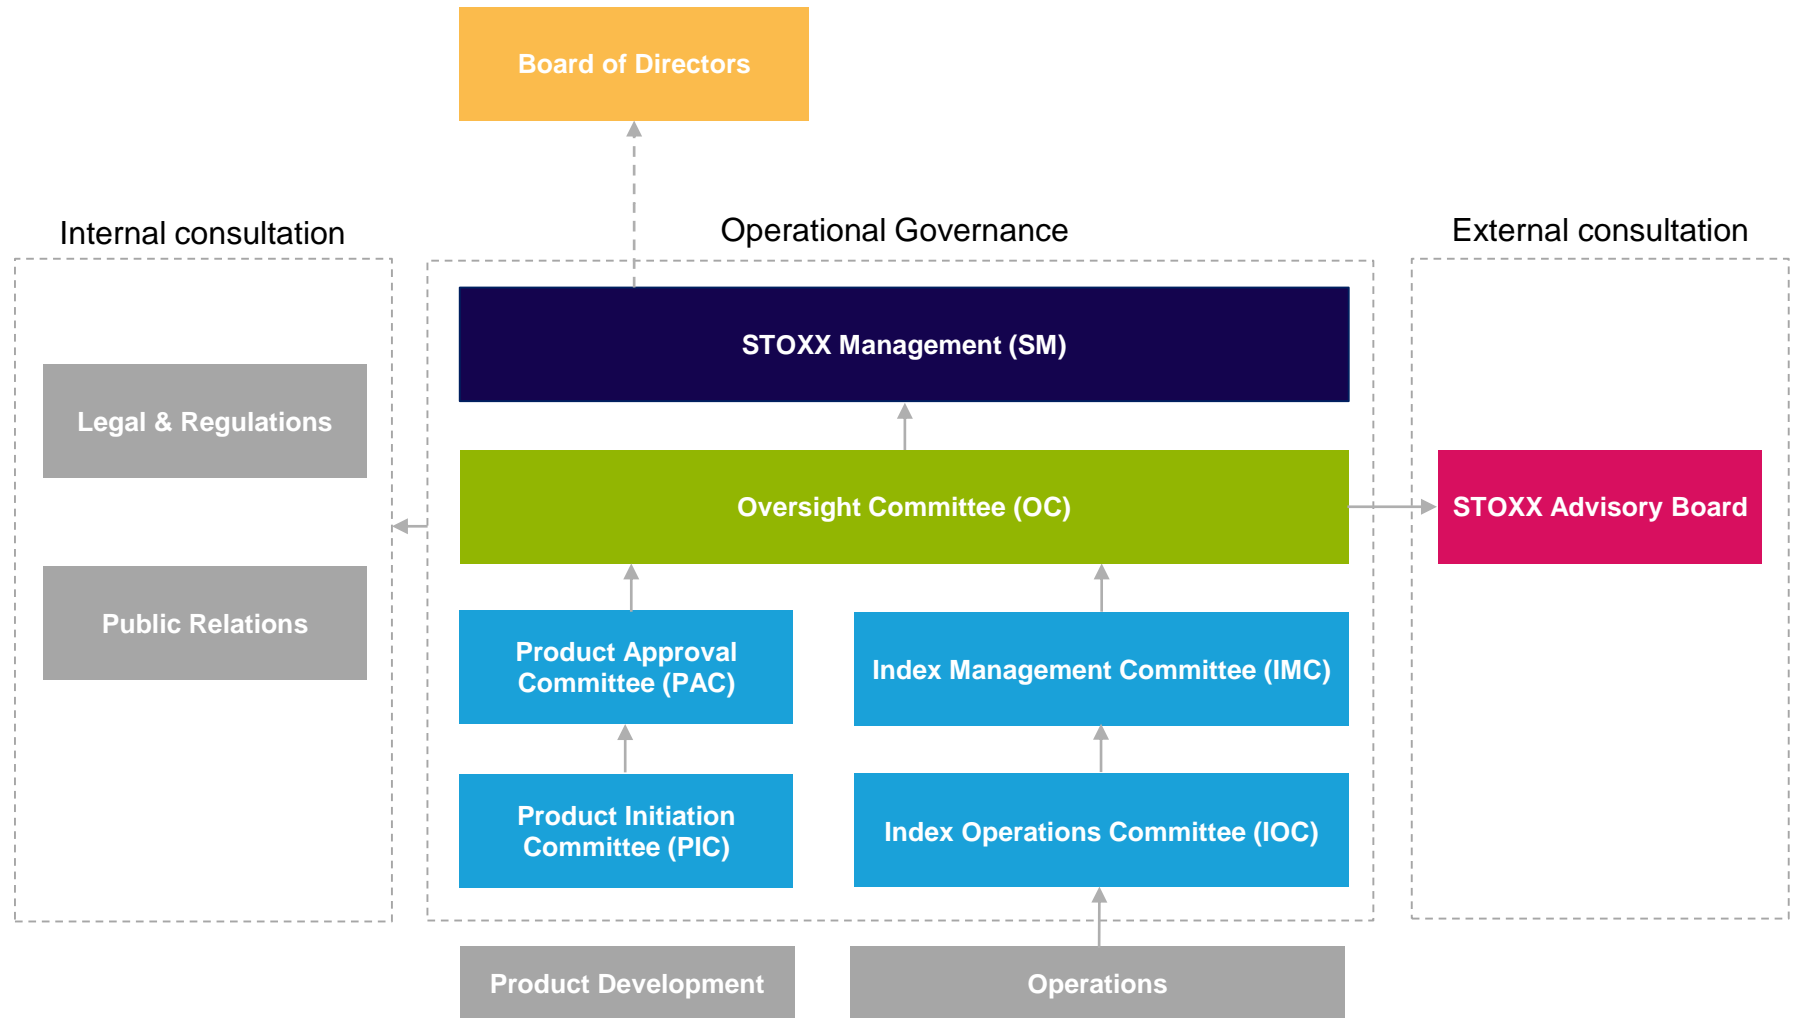 Board of Directors
Internal consultation
Operational Governance
External consultation
STOXX Management (SM)
Legal & Regulations
Oversight Committee (OC)
STOXX Advisory Board
Public Relations
Product Approval
Committee (PAC)
Index Management Committee (IMC)
Product Initiation
Committee (PIC)
Index Operations Committee (IOC)
Product Development
Operations